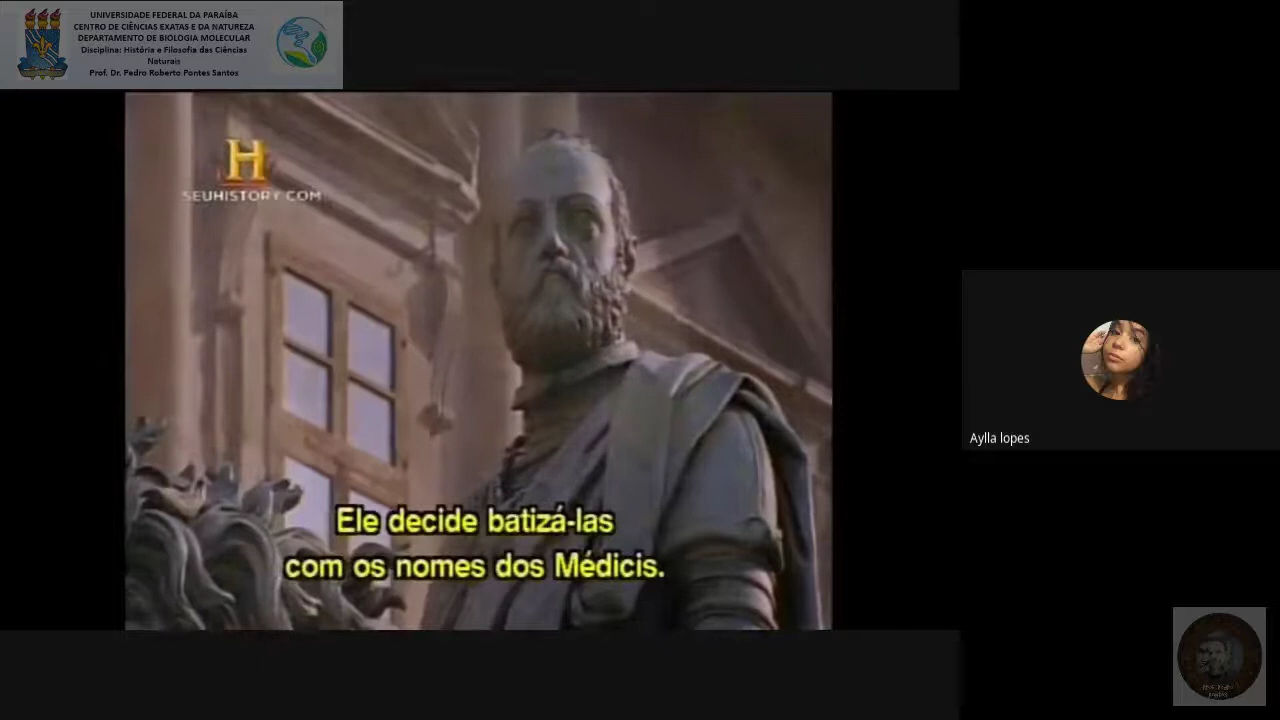 UNIVERSIDADE FEDERAL DA PARAÍBA
CENTRO DE CIÊNCIAS EXATAS E DA NATUREZA
DEPARTAMENTO DE BIOLOGIA MOLECULAR
Disciplina: História e Filosofia das Ciências
Naturais
Prof. Dr. Pedro Roberto Pontes Santos
H
SEUHISTORY.COM
Ele decide batizá-las
com os nomes dos Médicis.
Aylla lopes